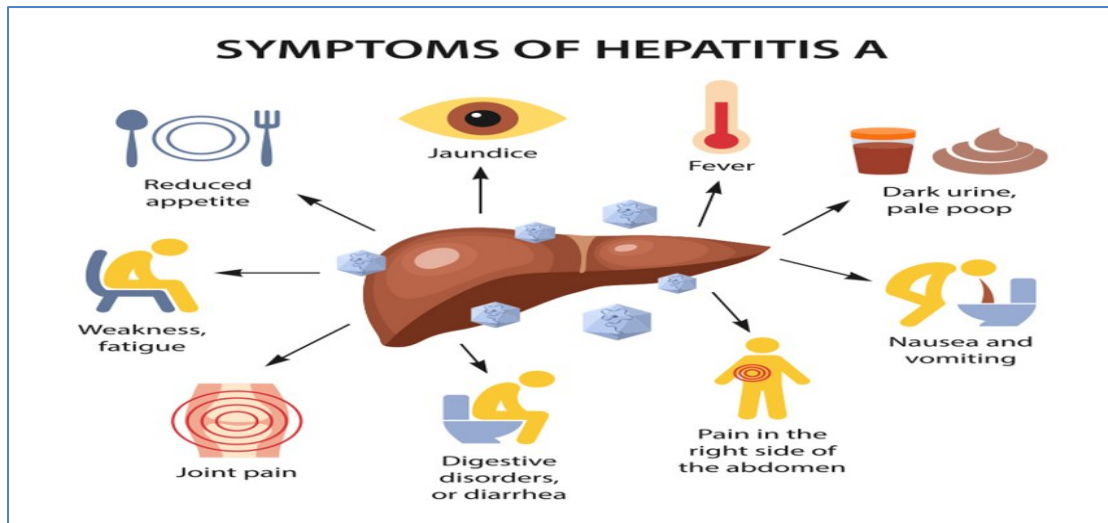 SYMPTOMS OF HEPATITIS A
Reduced
appetite
Jaundice
Fever
Dark urine,
pale poop
Weakness,
fatigue
Nausea and
vomiting
Joint pain
Digestive
disorders,
or diarrhea
Pain in the
right side of
the abdomen